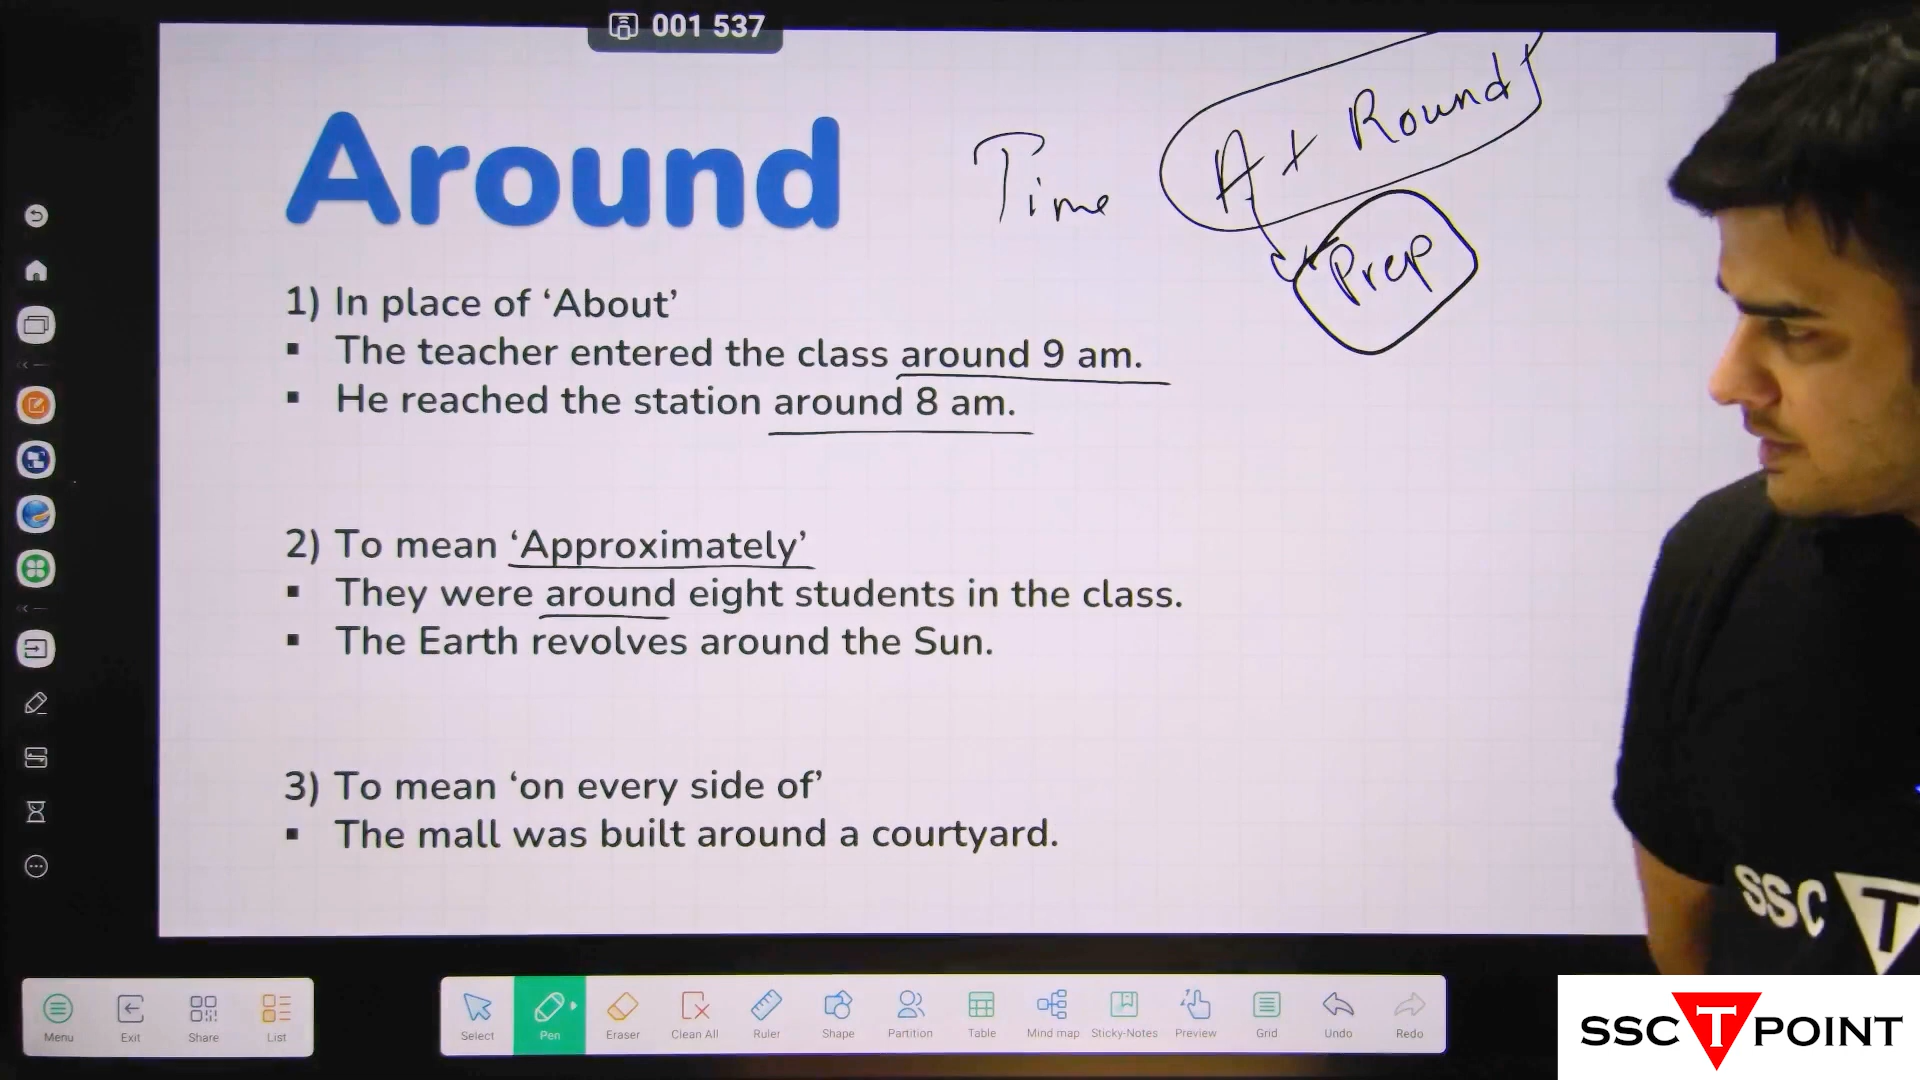 001 537
Around
Time
A + Round
Prep
1) In place of ‘About’
▪ The teacher entered the class around 9 am.
▪ He reached the station around 8 am.
2) To mean ‘Approximately’
▪ They were around eight students in the class.
▪ The Earth revolves around the Sun.
3) To mean ‘on every side of’
▪ The mall was built around a courtyard.
SSC T
Menu Exit Share List
Select Pen Eraser Clean All Ruler Shape Partition Table Mind map Sticky-Notes Preview Grid Undo Redo
SSC T POINT